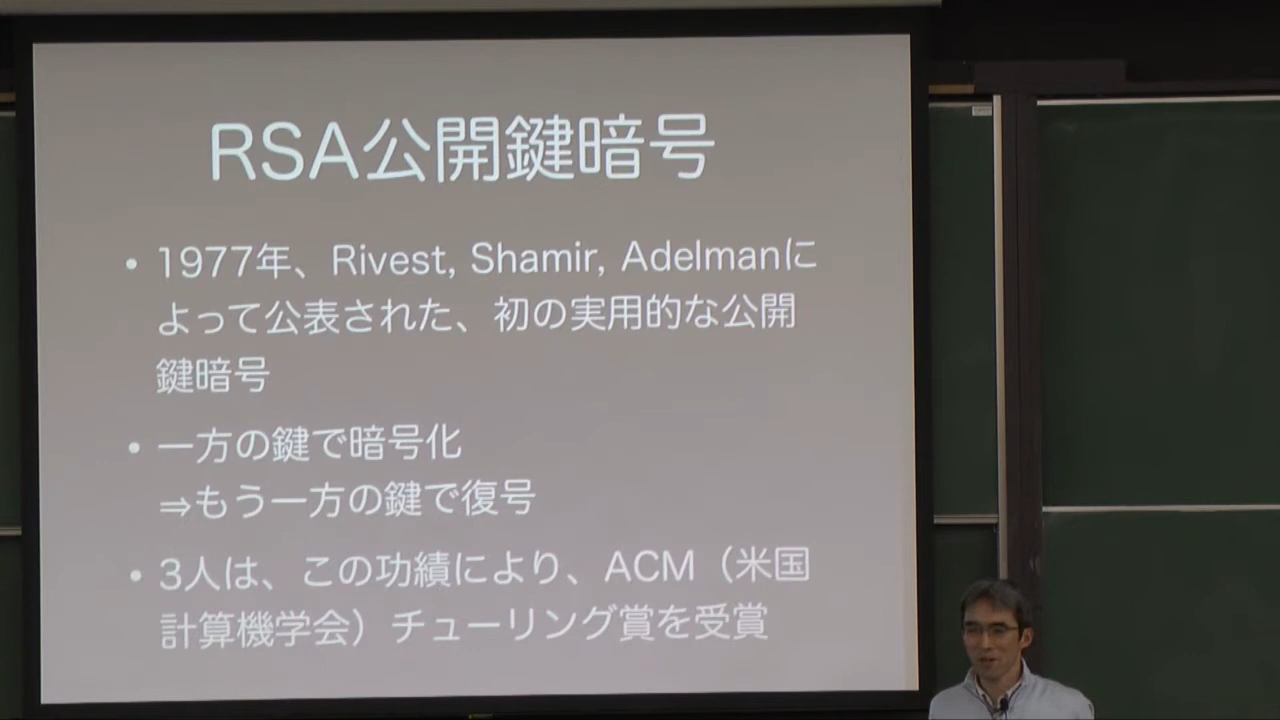 RSA公開鍵暗号
• 1977年、Rivest, Shamir, Adelmanに
よって公表された、初の実用的な公開
鍵暗号
• 一方の鍵で暗号化
⇒もう一方の鍵で復号
• 3人は、この功績により、ACM（米国
計算機学会）チューリング賞を受賞